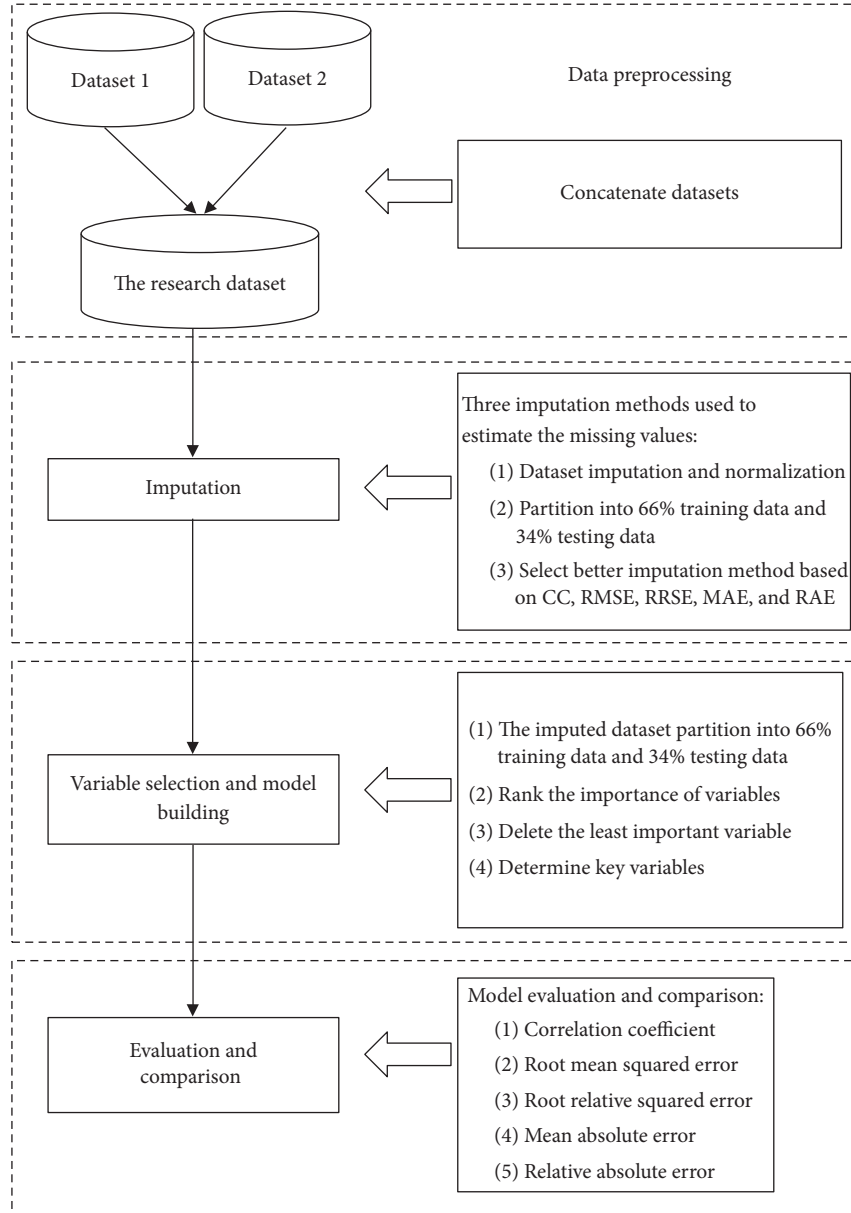 Dataset 1
Dataset 2
Data preprocessing
Concatenate datasets
The research dataset
Three imputation methods used to
estimate the missing values:
(1) Dataset imputation and normalization
(2) Partition into 66% training data and
34% testing data
(3) Select better imputation method based
on CC, RMSE, RRSE, MAE, and RAE
Imputation
(1) The imputed dataset partition into 66%
training data and 34% testing data
(2) Rank the importance of variables
(3) Delete the least important variable
(4) Determine key variables
Variable selection and model
building
Model evaluation and comparison:
(1) Correlation coefficient
(2) Root mean squared error
(3) Root relative squared error
(4) Mean absolute error
(5) Relative absolute error
Evaluation and
comparison